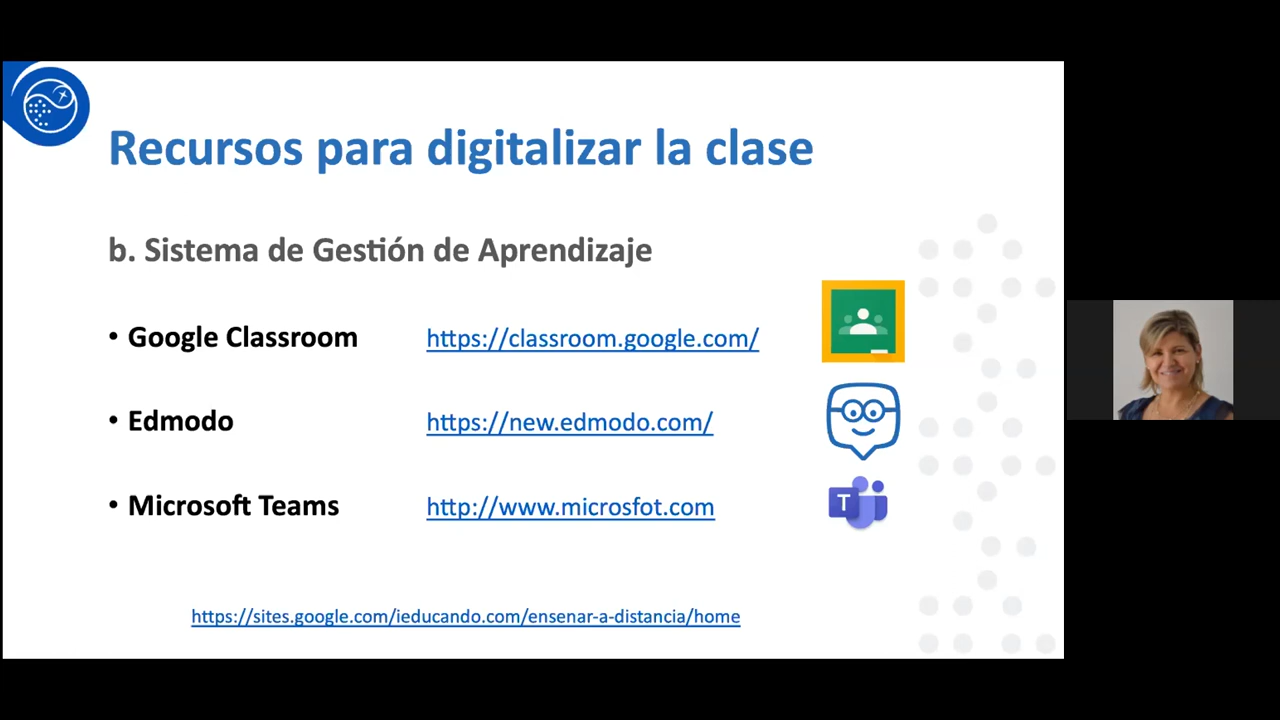 Recursos para digitalizar la clase
b. Sistema de Gestión de Aprendizaje
• Google Classroom https://classroom.google.com/
• Edmodo https://new.edmodo.com/
• Microsoft Teams http://www.microsfot.com
T
https://sites.google.com/ieducando.com/ensenar-a-distancia/home